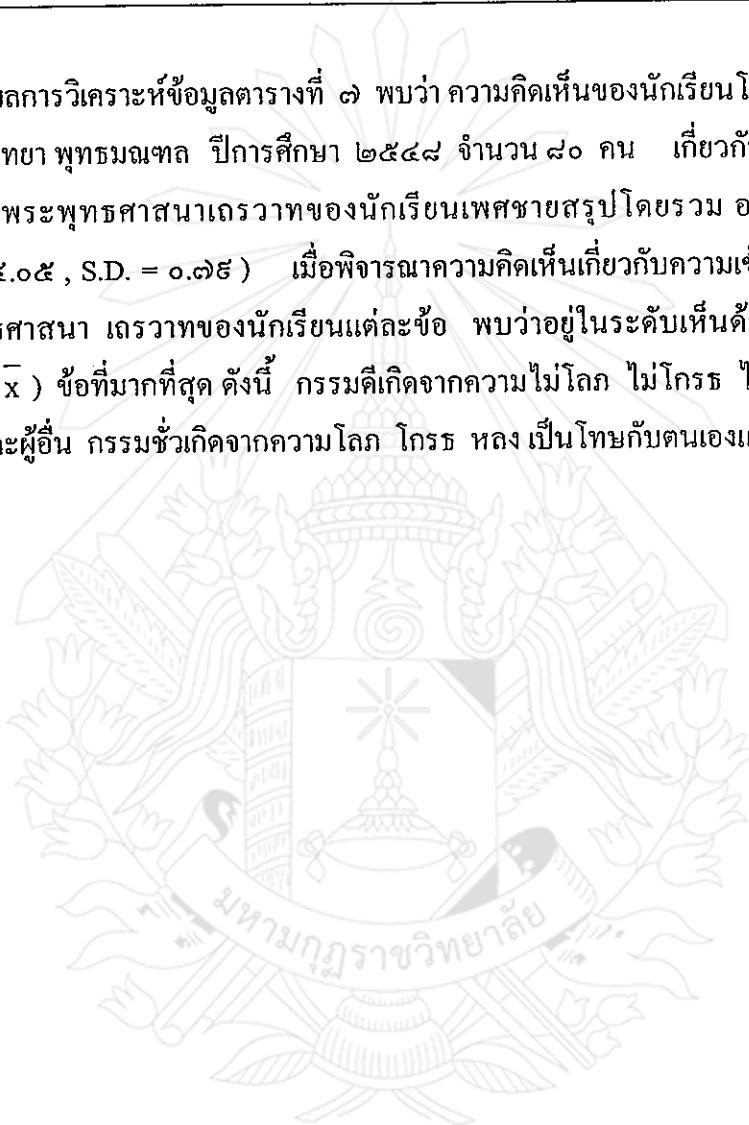 ผลการวิเคราะห์ข้อมูลตารางที่ ๗ พบว่า ความคิดเห็นของนักเรียน
ทยา พุทธมณฑล ปีการศึกษา ๒๕๔๘ จำนวน ๘๐ คน เกี่ยวกับ
พระพุทธศาสนาเถรวาทของนักเรียนเพศชายสรุปโดยรวม
.๐๕ , S.D. = ๐.๗๕ ) เมื่อพิจารณาความคิดเห็นเกี่ยวกับ
ศาสนา เถรวาทของนักเรียนแต่ละข้อ พบว่าอยู่ในระดับเห็นด้
x̄ ) ข้อที่มากที่สุด ดังนี้ กรรมดีเกิดจากความไม่โลภ ไม่โกรธ
ะผู้อื่น กรรมชั่วเกิดจากความโลภ โกรธ หลง เป็นโทษกับตนเอง
มหามกุฏราชวิทยาลัย